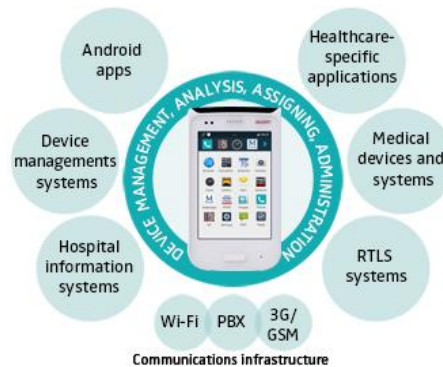 Android
apps
Healthcare-
specific
applications
DEVICE MANAGEMENT, ANALYSIS, ASSIGNING, ADMINISTRATION
Device
managements
systems
Medical
devices and
systems
Hospital
information
systems
RTLS
systems
Wi-Fi
PBX
3G/
GSM
Communications infrastructure